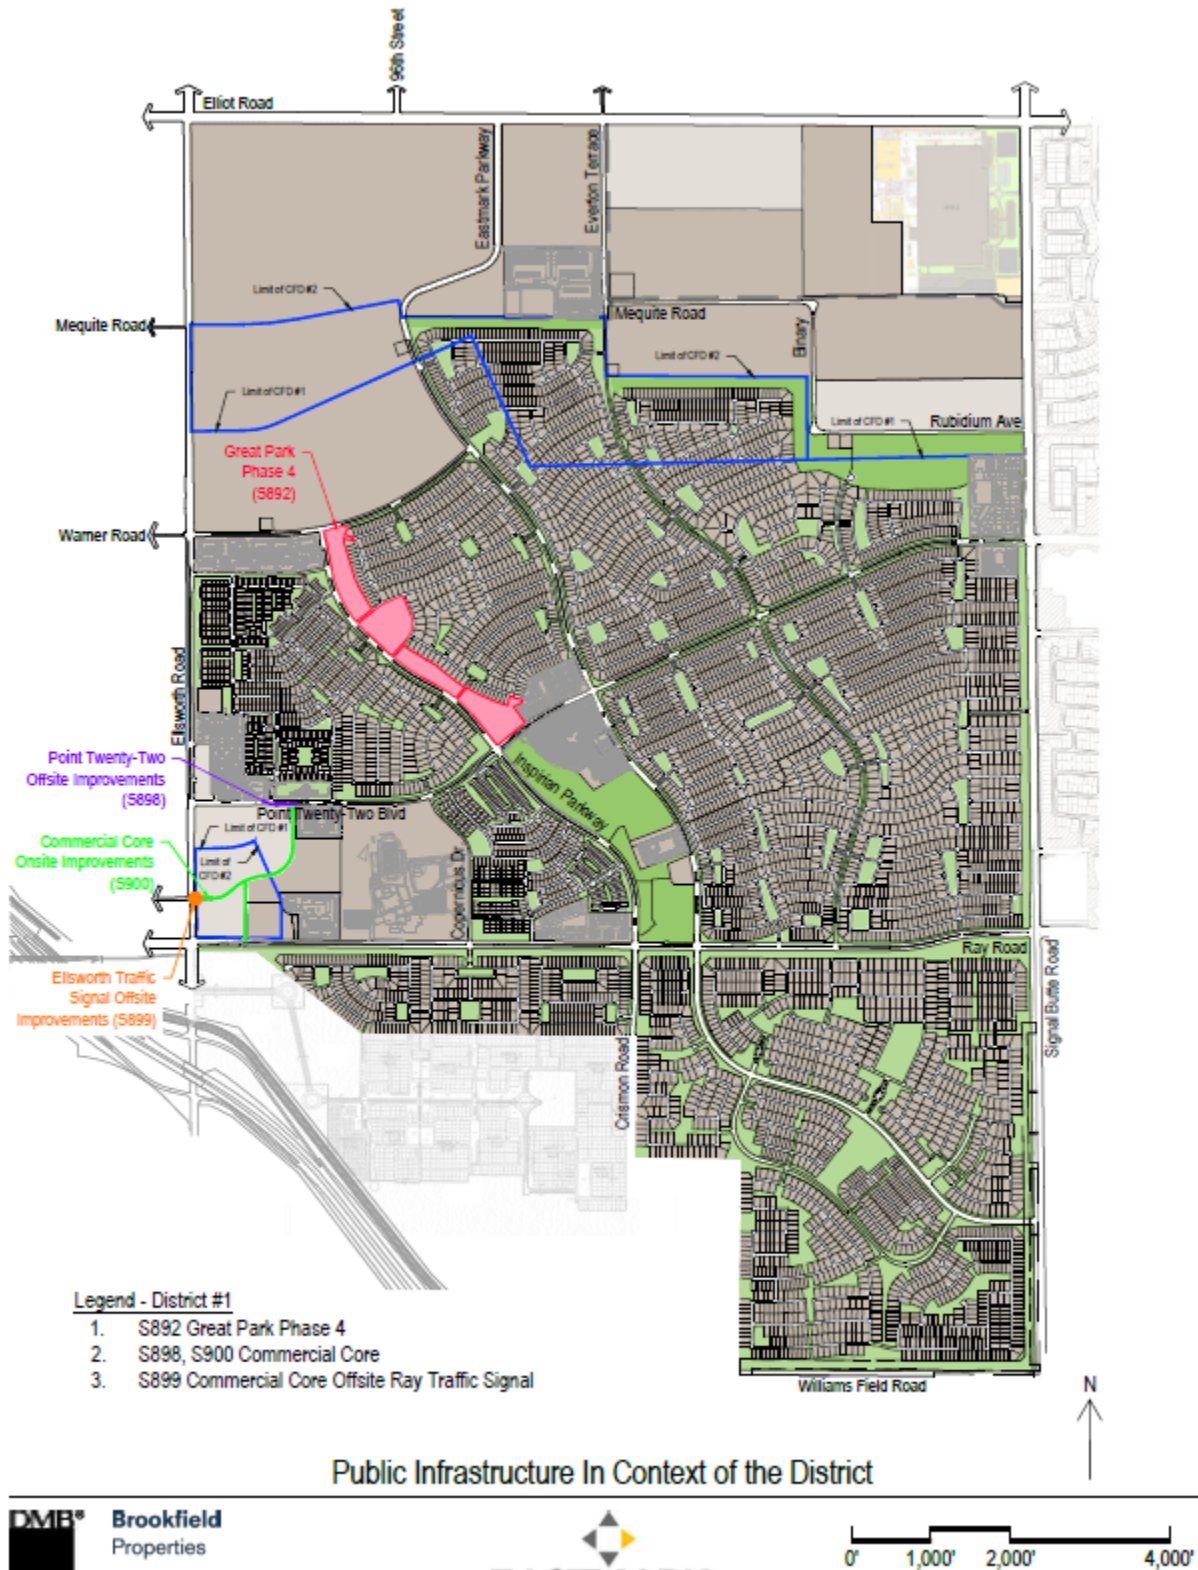 96th Street
Elliot Road
Eastmark Parkway
Everton Terrace
Limit of CFD #2
Mequite Road
Mequite Road
Binary
Limit of CFD #2
Limit of CFD #1
Limit of CFD #1
Rubidium Ave
Great Park
Phase 4
(S892)
Warner Road
Ellsworth Road
Point Twenty-Two
Offsite Improvements
(S898)
Inspirian Parkway
Point Twenty-Two Blvd
Limit of CFD #1
Limit of
CFD #2
Commercial Core
Onsite Improvements
(S900)
Cogenious Dr
Ray Road
Ellsworth Traffic
Signal Offsite
Improvements (S899)
Signal Butte Road
Crismon Road
Legend - District #1
1. S892 Great Park Phase 4
2. S898, S900 Commercial Core
3. S899 Commercial Core Offsite Ray Traffic Signal
Williams Field Road
N
Public Infrastructure In Context of the District
DMB®
Brookfield
Properties
0' 1,000' 2,000' 4,000'